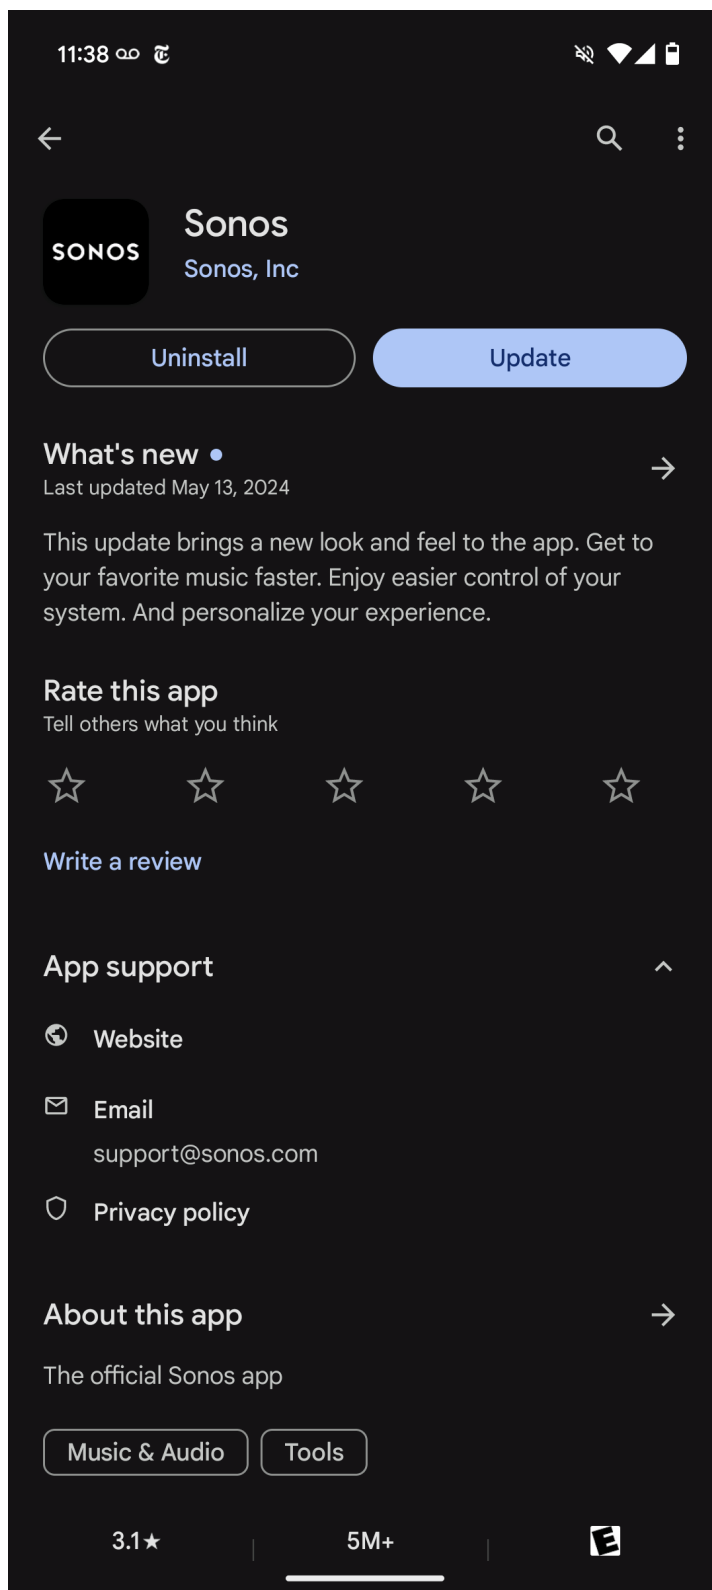 11:38
SONOS
Sonos
Sonos, Inc
Uninstall
Update
What's new
Last updated May 13, 2024
This update brings a new look and feel to the app. Get to
your favorite music faster. Enjoy easier control of your
system. And personalize your experience.
Rate this app
Tell others what you think
Write a review
App support
Website
Email
support@sonos.com
Privacy policy
About this app
The official Sonos app
Music & Audio
Tools
3.1★
5M+
E